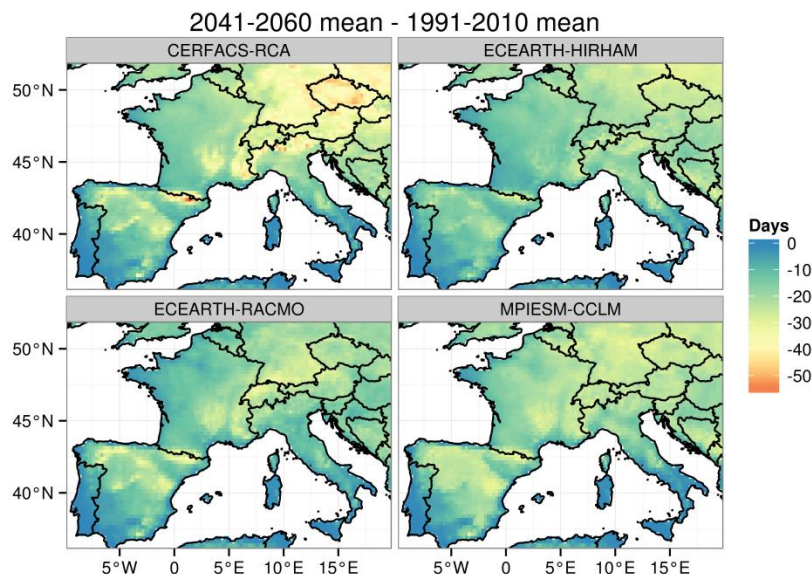 2041-2060 mean - 1991-2010 mean
CERFACS-RCA
ECEARTH-HIRHAM
50°N
45°N
40°N
Days
0
-10
-20
-30
-40
-50
ECEARTH-RACMO
MPIESM-CCLM
50°N
45°N
40°N
5°W 0 5°E 10°E 15°E
5°W 0 5°E 10°E 15°E